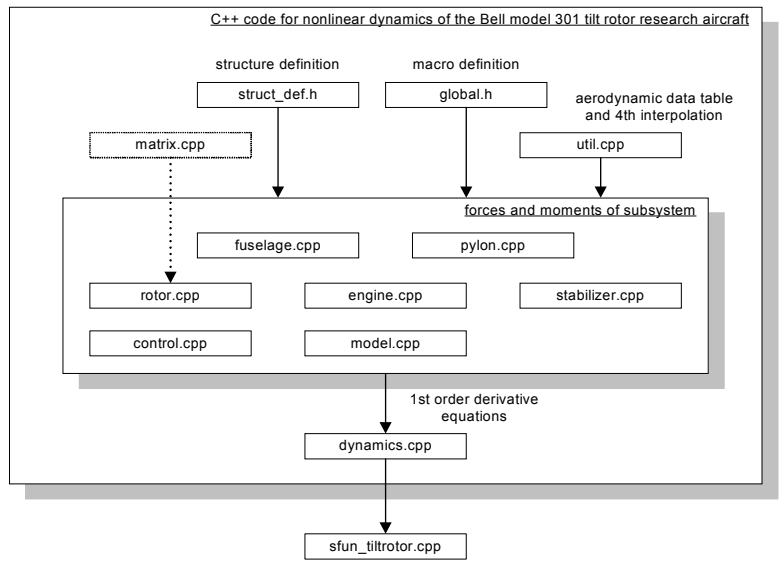 C++ code for nonlinear dynamics of the Bell model 301 tilt rotor research aircraft
structure definition
struct_def.h
macro definition
global.h
aerodynamic data table
and 4th interpolation
util.cpp
matrix.cpp
forces and moments of subsystem
fuselage.cpp
pylon.cpp
rotor.cpp
engine.cpp
stabilizer.cpp
control.cpp
model.cpp
1st order derivative
equations
dynamics.cpp
sfun_tiltrotor.cpp